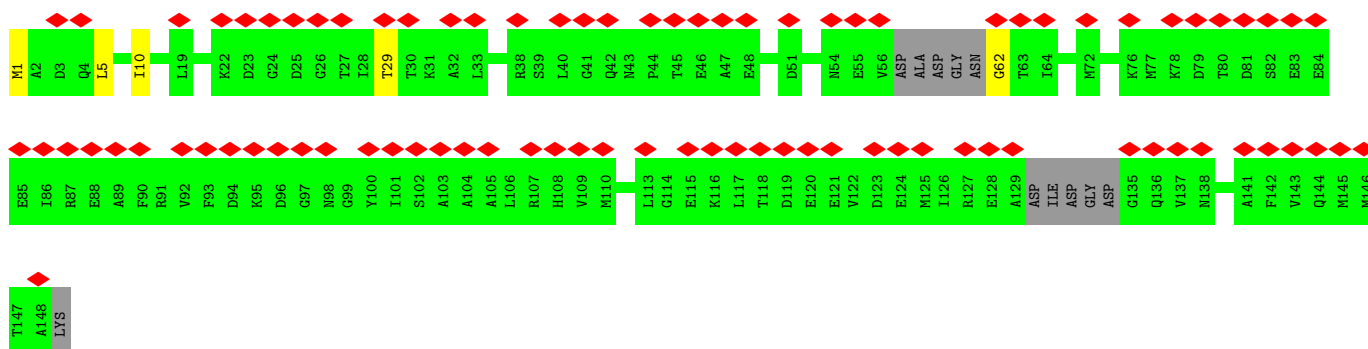 M1 A2 D3 Q4 L5 I10 L19 K22 D23 G24 D25 G26 T27 I28 T29 T30 K31 A32 L33 R38 S39 L40 G41 Q42 N43 P44 T45 E46 A47 E48 D51 N54 E55 V56 ASP ALA ASP GLY ASN G62 T63 I64 M72 K76 M77 K78 D79 T80 D81 S82 E83 E84
E85 I86 R87 E88 A89 F90 R91 V92 F93 D94 K95 D96 G97 N98 G99 Y100 I101 S102 A103 A104 A105 L106 R107 H108 V109 M110 L113 G114 E115 K116 L117 T118 D119 E120 E121 V122 D123 E124 M125 I126 R127 E128 A129 ASP ILE ASP GLY ASP G135 Q136 V137 N138 A141 F142 V143 Q144 M145 M146
T147 A148 LYS